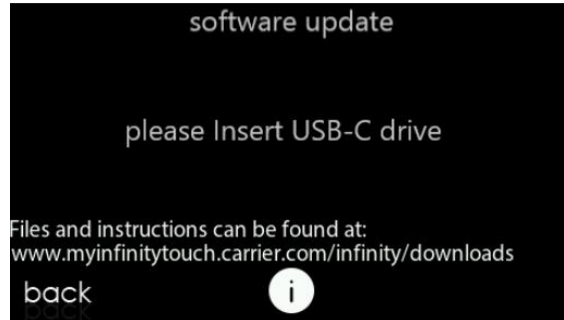 software update
please Insert USB-C drive
Files and instructions can be found at:
www.myinfinitytouch.carrier.com/infinity/downloads
back
i